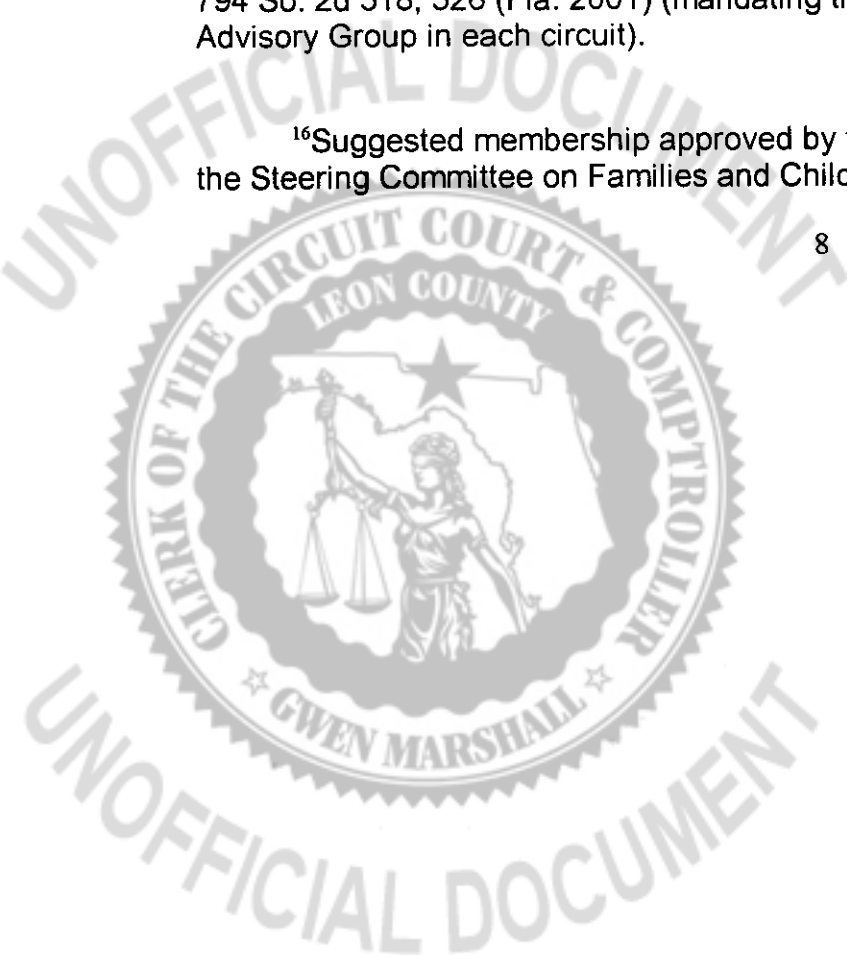 794 So. 2d 518, 526 (Fla. 2001) (mandating
Advisory Group in each circuit).
UNOFFICIAL DOCUMENT
16Suggested membership approved by
the Steering Committee on Families and
8
CLERK OF THE CIRCUIT COURT & COMPTROLLER
LEON COUNTY
GWEN MARSHALL
UNOFFICIAL DOCUMENT